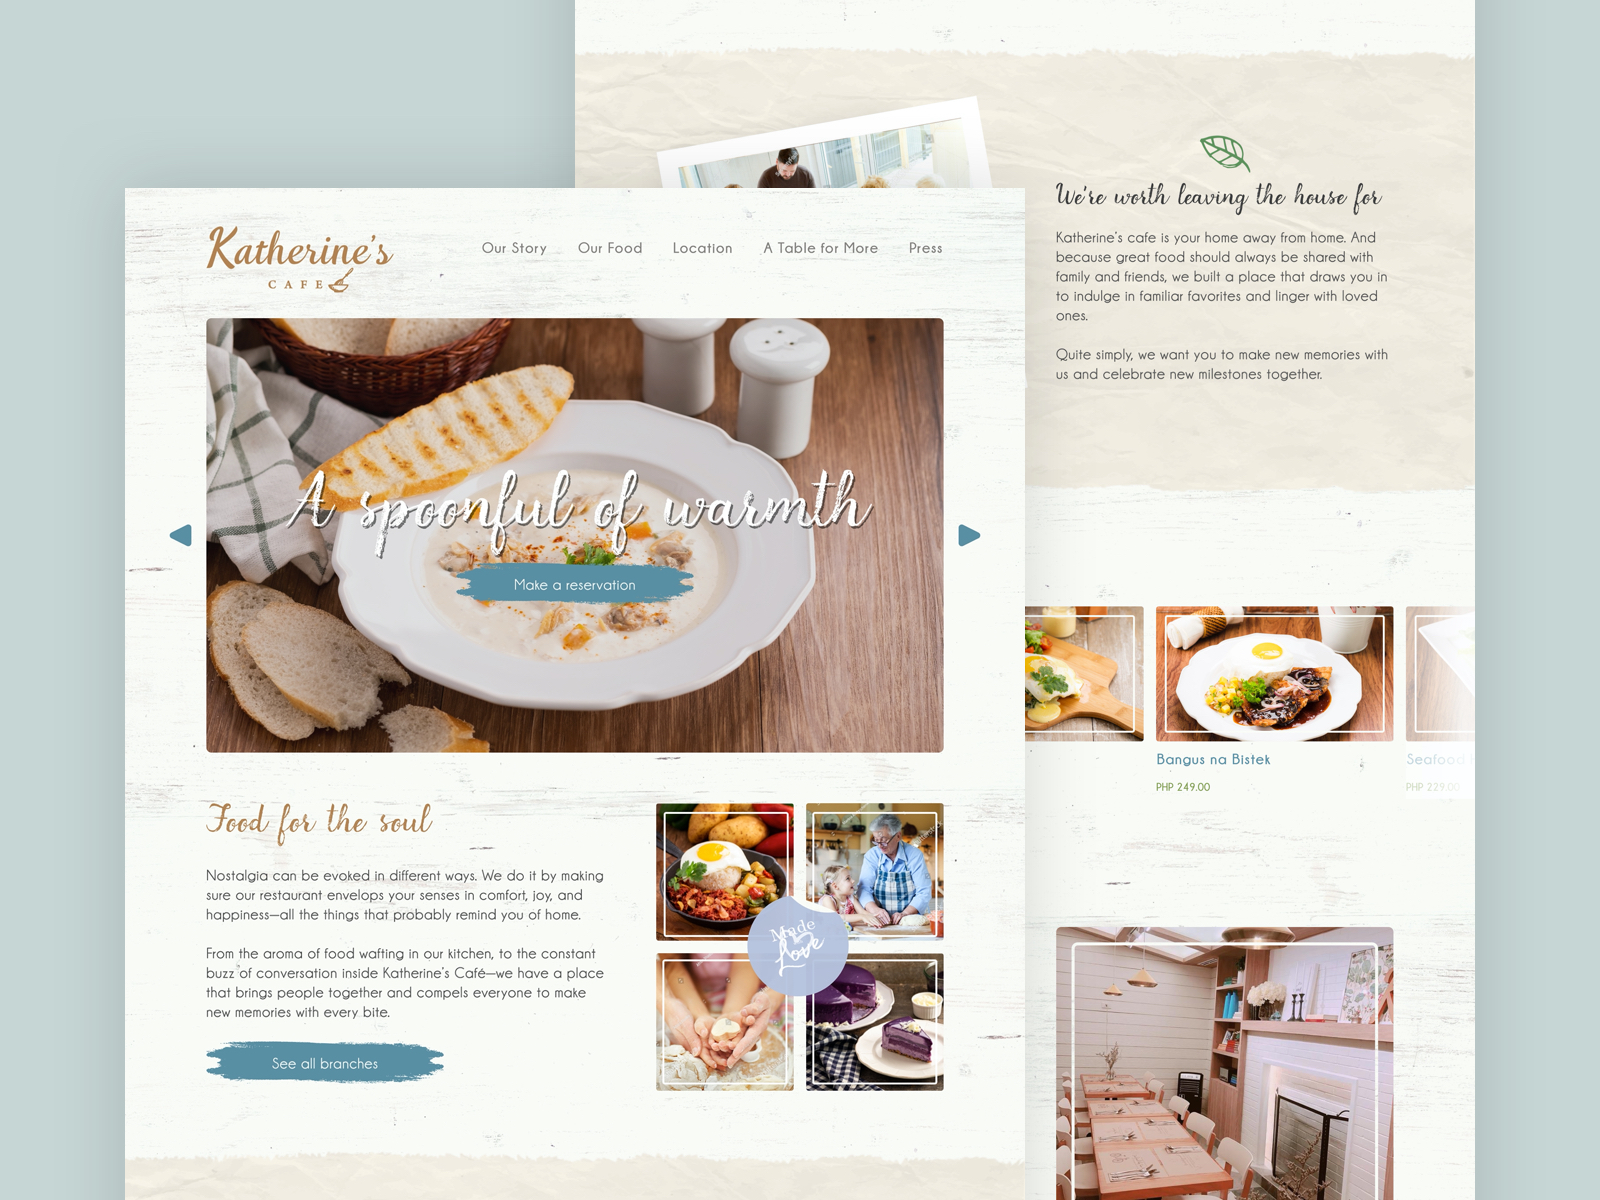 Katherine's
CAFE
Our Story
Our Food
Location
A Table for More
Press
A spoonful of warmth
Make a reservation
Food for the soul
Nostalgia can be evoked in different ways. We do it by making
sure our restaurant envelops your senses in comfort, joy, and
happiness—all the things that probably remind you of home.
From the aroma of food wafting in our kitchen, to the constant
buzz of conversation inside Katherine's Café—we have a place
that brings people together and compels everyone to make
new memories with every bite.
See all branches
Made
Love
We're worth leaving the house for
Katherine's cafe is your home away from home. And
because great food should always be shared with
family and friends, we built a place that draws you in
to indulge in familiar favorites and linger with loved
ones.
Quite simply, we want you to make new memories with
us and celebrate new milestones together.
Bangus na Bistek
PHP 249.00
Seafood
PHP 229.00